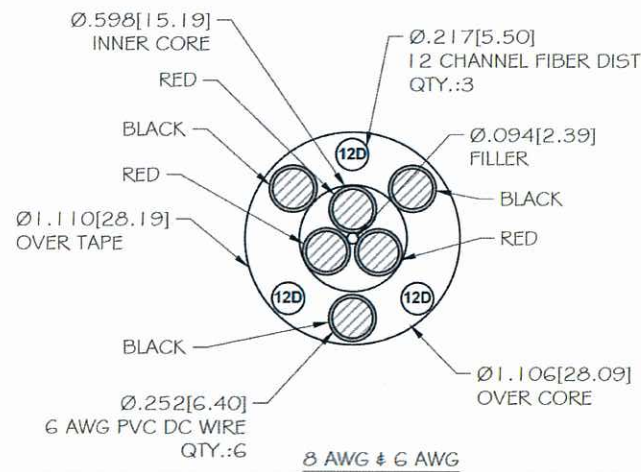 Ø.598[15.19]
INNER CORE
RED
BLACK
RED
Ø1.110[28.19]
OVER TAPE
Ø.217[5.50]
12 CHANNEL FIBER DIST
QTY.:3
Ø.094[2.39]
FILLER
BLACK
RED
12D
12D
12D
BLACK
Ø.252[6.40]
6 AWG PVC DC WIRE
QTY.:6
Ø1.106[28.09]
OVER CORE
8 AWG & 6 AWG